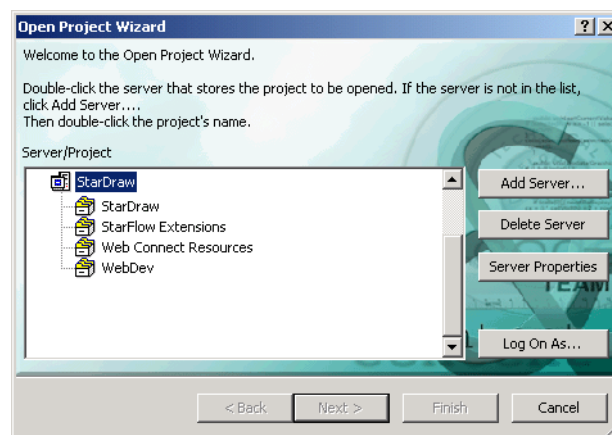 Open Project Wizard
Welcome to the Open Project Wizard.
Double-click the server that stores the project to be opened. If the server is not in the list,
click Add Server....
Then double-click the project's name.
Server/Project
StarDraw
StarDraw
StarFlow Extensions
Web Connect Resources
WebDev
Add Server...
Delete Server
Server Properties
TEAM
Log On As...
< Back
Next >
Finish
Cancel